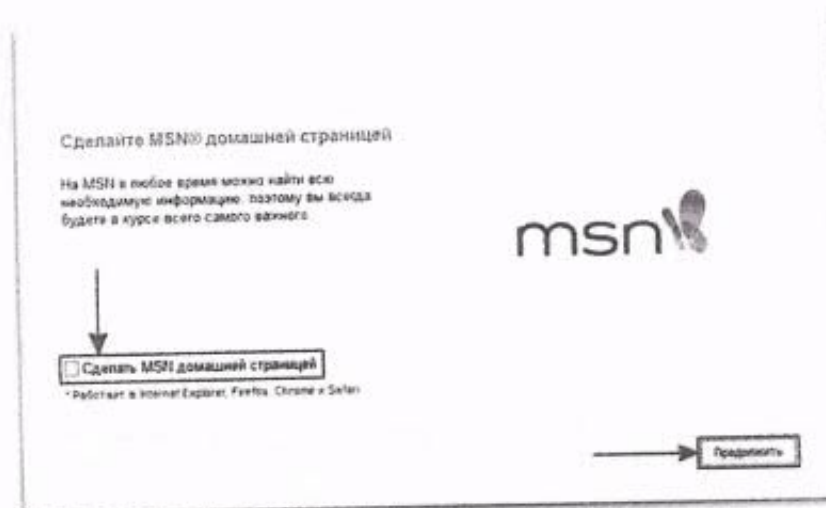 Сделайте MSN® домашней страницей
На MSN в любое время можно найти всю
необходимую информацию, поэтому вы всегда
будете в курсе всего самого важного
msn
Сделать MSN домашней страницей
* Работает в Internet Explorer, Firefox, Chrome и Safari
Продолжить